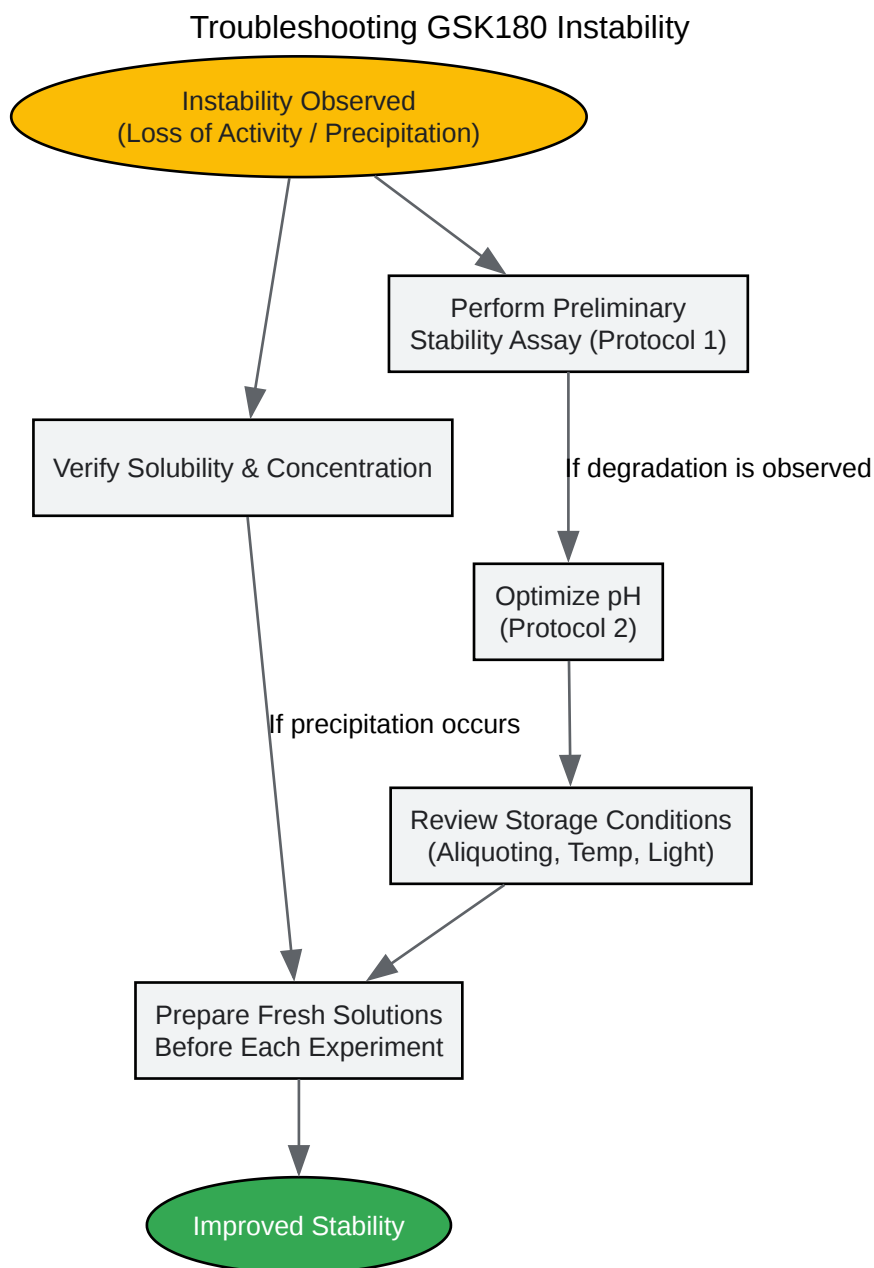 Troubleshooting GSK180 Instability
Instability Observed
(Loss of Activity / Precipitation)
Perform Preliminary
Stability Assay (Protocol 1)
Verify Solubility & Concentration
If degradation is observed
Optimize pH
(Protocol 2)
If precipitation occurs
Review Storage Conditions
(Aliquoting, Temp, Light)
Prepare Fresh Solutions
Before Each Experiment
Improved Stability